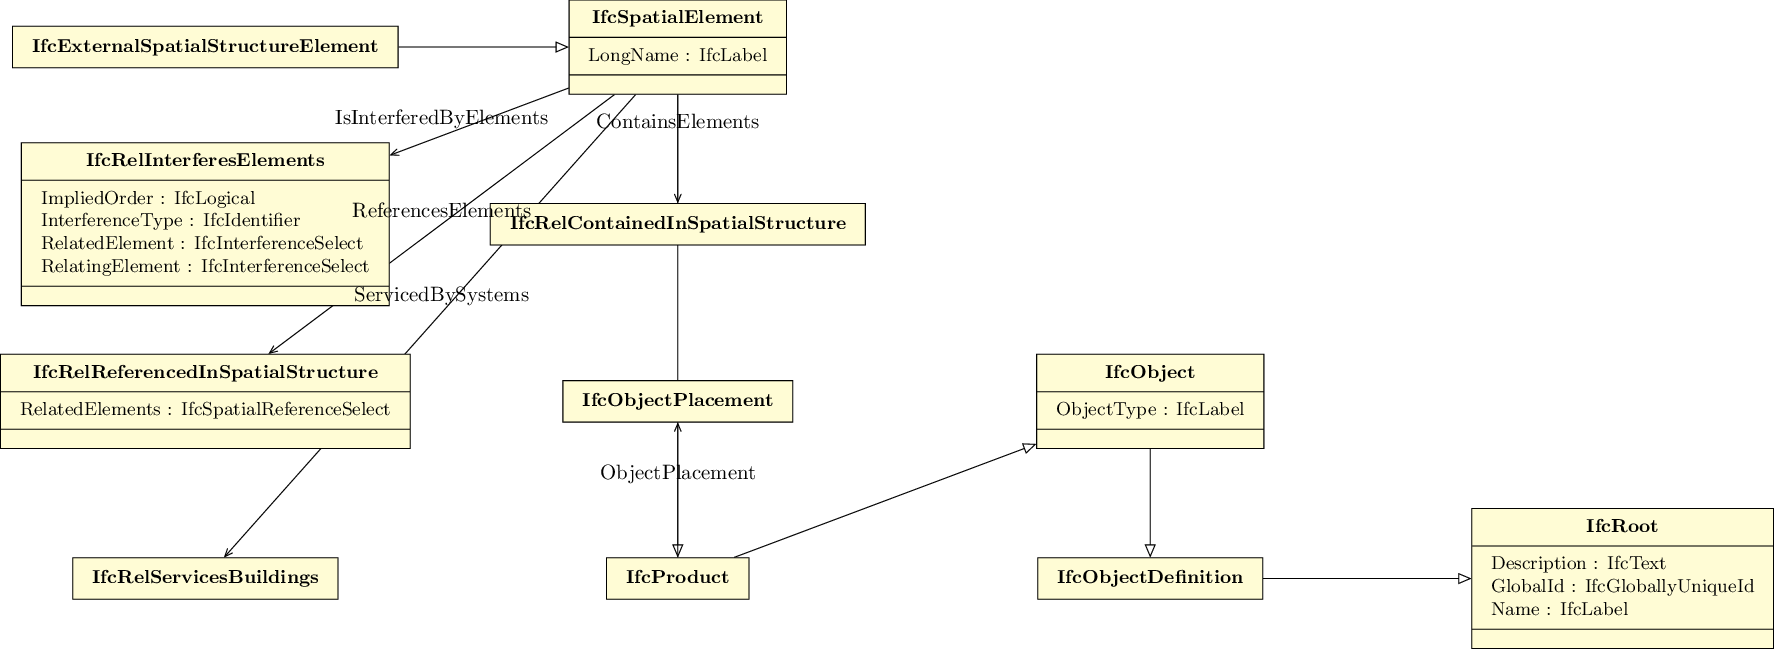 IfcSpatialElement
LongName : IfcLabel
IfcExternalSpatialStructureElement
IsInterferedByElements
ContainsElements
IfcRelInterferesElements
ImpliedOrder : IfcLogical
InterferenceType : IfcIdentifier
RelatedElement : IfcInterferenceSelect
RelatingElement : IfcInterferenceSelect
ReferencesElements
IfcRelContainedInSpatialStructure
ServicedBySystems
IfcRelReferencedInSpatialStructure
RelatedElements : IfcSpatialReferenceSelect
IfcObjectPlacement
IfcObject
ObjectType : IfcLabel
ObjectPlacement
IfcRelServicesBuildings
IfcProduct
IfcObjectDefinition
IfcRoot
Description : IfcText
GlobalId : IfcGloballyUniqueId
Name : IfcLabel